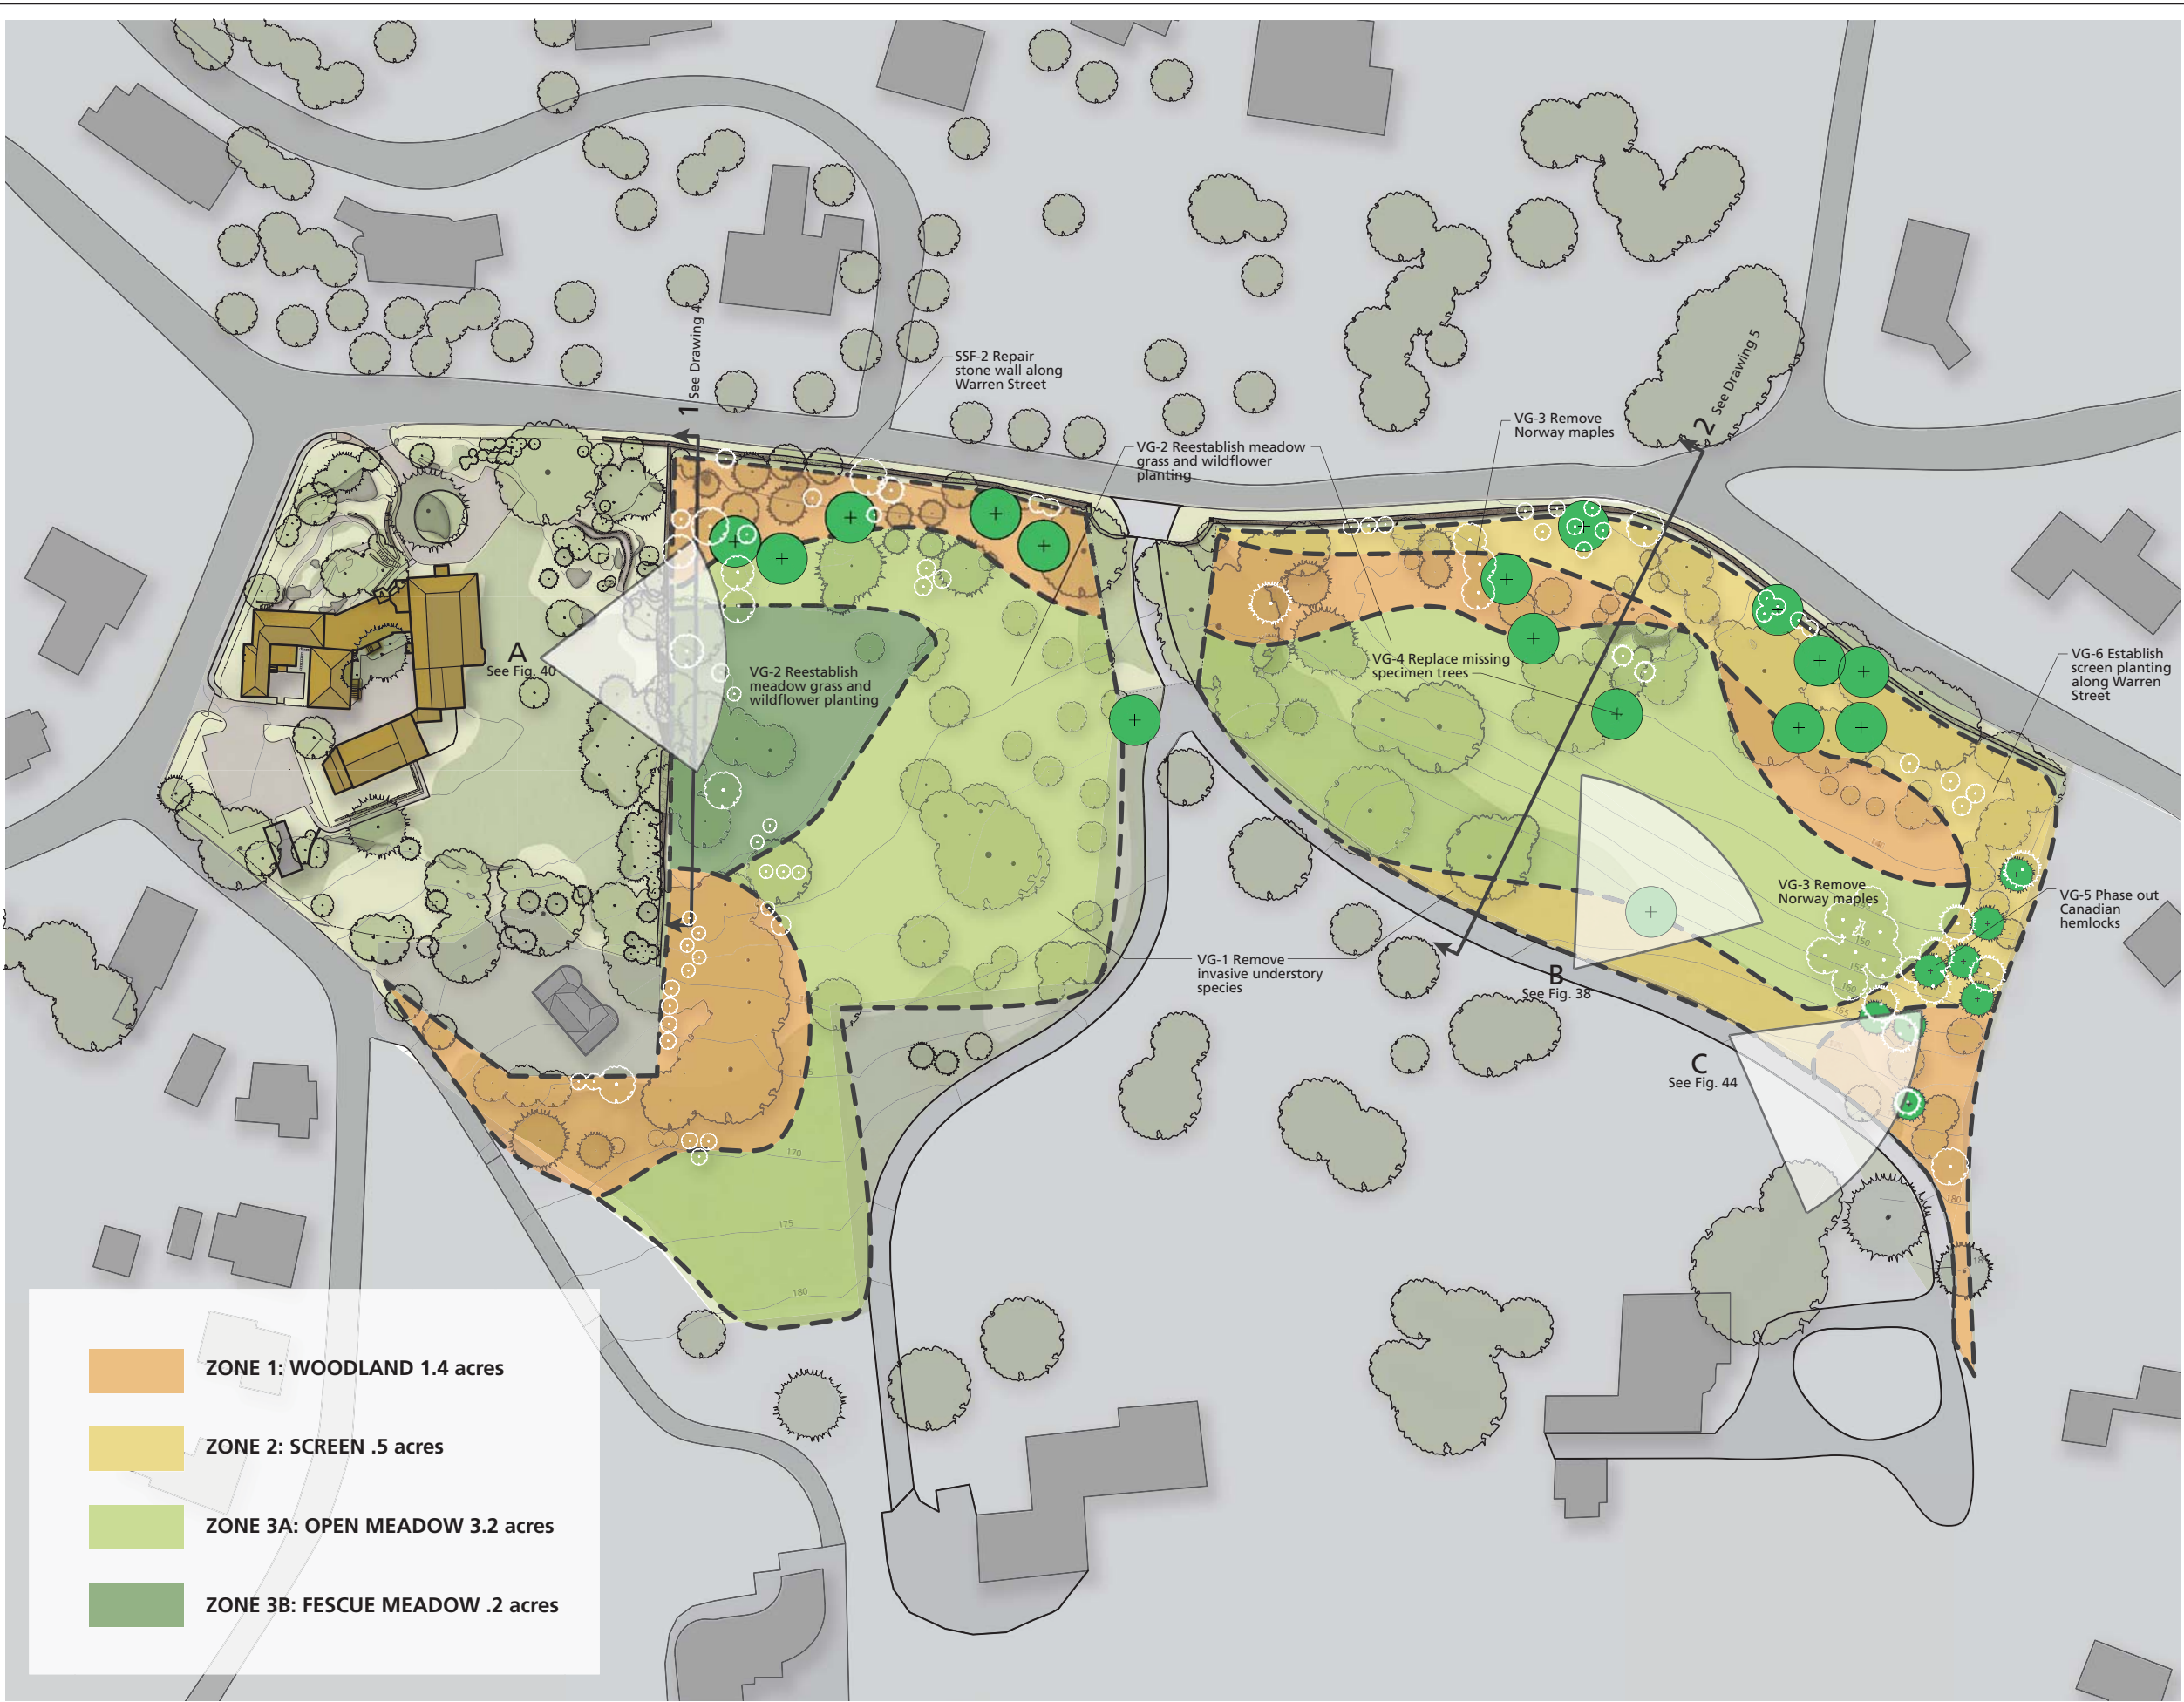 1 See Drawing 4
SSF-2 Repair
stone wall along
Warren Street
2 See Drawing 5
VG-3 Remove
Norway maples
VG-2 Reestablish meadow
grass and wildflower
planting
A
See Fig. 40
VG-2 Reestablish
meadow grass and
wildflower planting
VG-4 Replace missing
specimen trees
VG-6 Establish
screen planting
along Warren
Street
VG-3 Remove
Norway maples
VG-5 Phase out
Canadian
hemlocks
VG-1 Remove
invasive understory
species
B
See Fig. 38
C
See Fig. 44
150
155
160
165
170
175
180
180
ZONE 1: WOODLAND 1.4 acres
ZONE 2: SCREEN .5 acres
ZONE 3A: OPEN MEADOW 3.2 acres
ZONE 3B: FESCUE MEADOW .2 acres